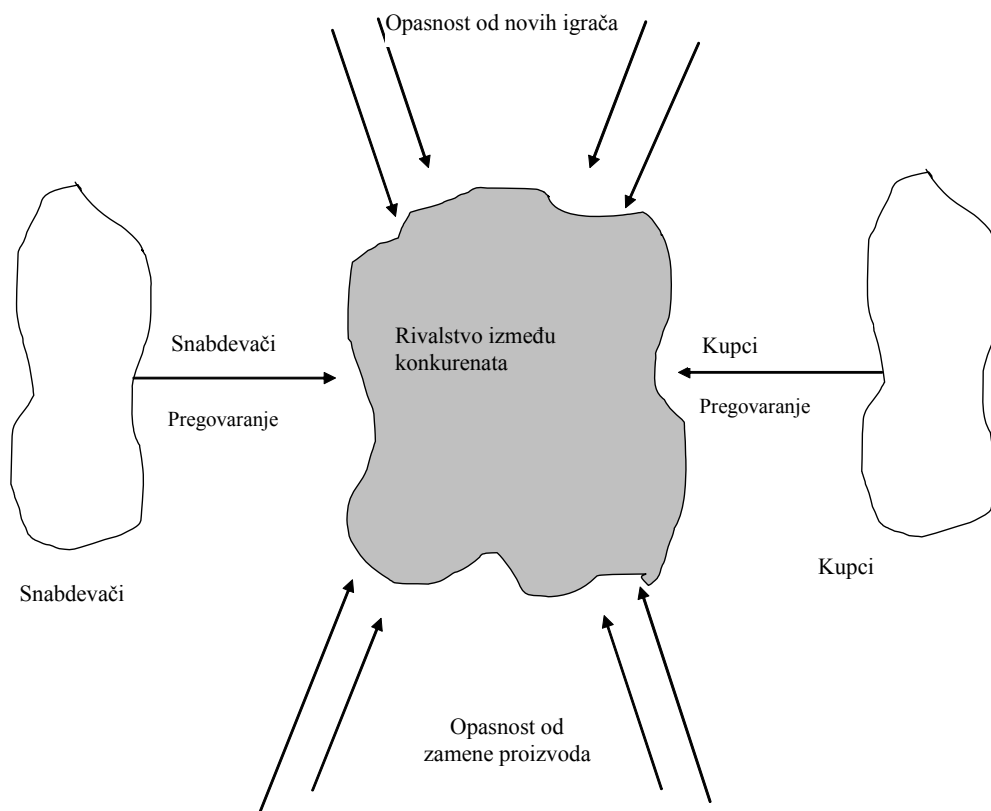 Opasnost od novih igrača
Snabdevači
Pregovaranje
Rivalstvo između
konkurenata
Kupci
Pregovaranje
Snabdevači
Kupci
Opasnost od
zamene proizvoda